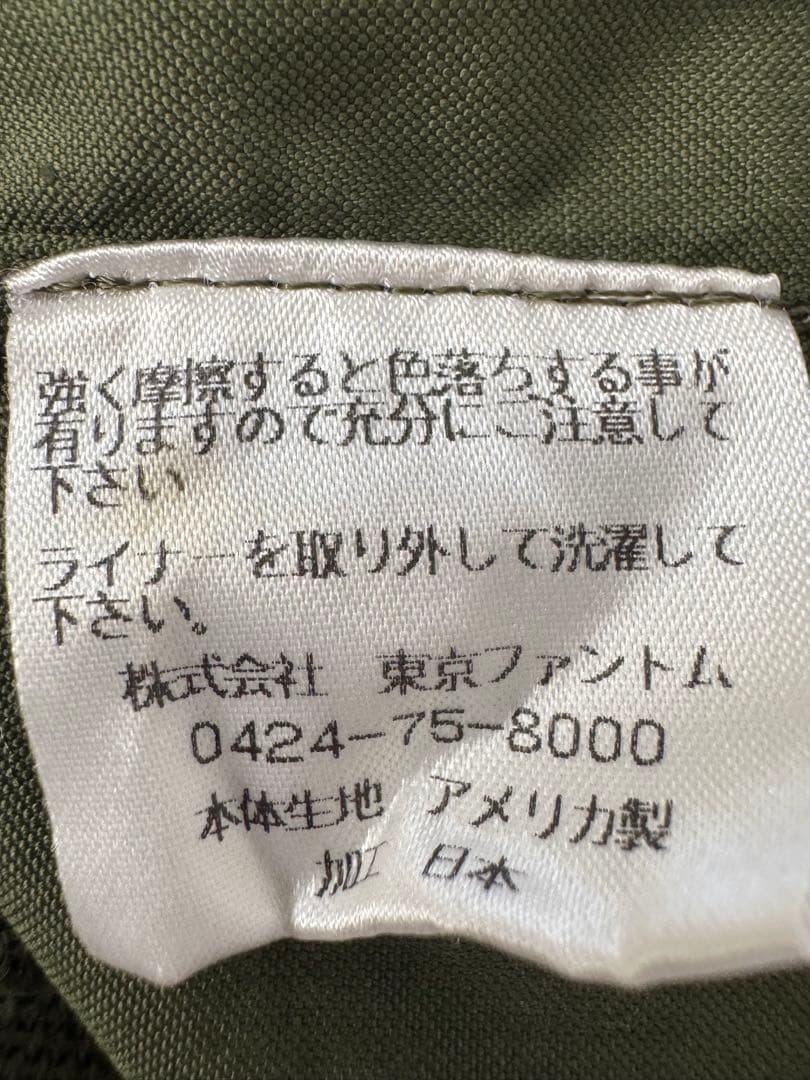 強く摩擦すると色落ちする事が
有りますので充分にご注意して
下さい
ライナーを取り外して洗濯して
下さい。
株式会社　東京ファントム
0424-75-8000
本体生地　アメリカ製
加工　日本